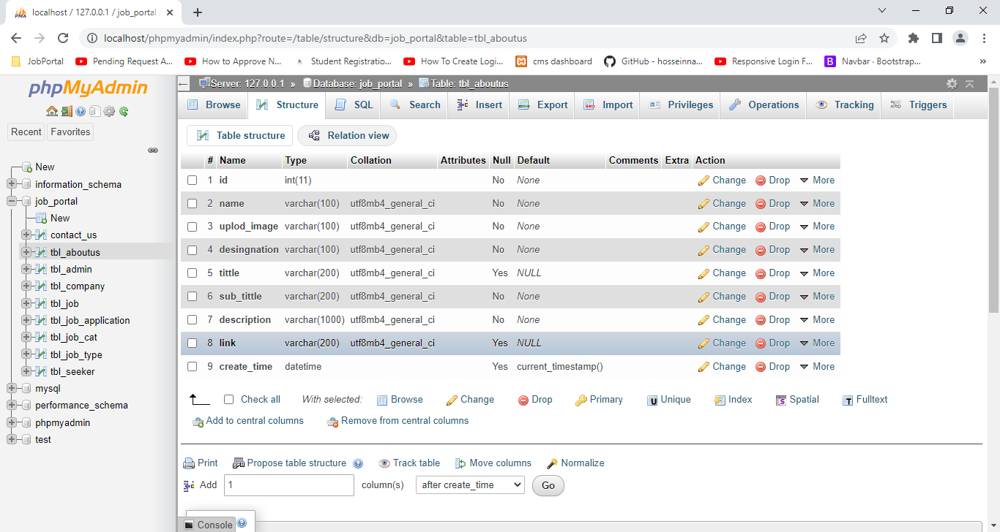 localhost / 127.0.0.1 / job_portal
localhost/phpmyadmin/index.php?route=/table/structure&db=job_portal&table=tbl_aboutus
JobPortal Pending Request A... How to Approve N... Student Registratio... How To Create Logi... cms dashboard GitHub - hosseinna... Responsive Login F... Navbar · Bootstrap... »
phpMyAdmin
Recent Favorites
New
information_schema
job_portal
New
contact_us
tbl_aboutus
tbl_admin
tbl_company
tbl_job
tbl_job_application
tbl_job_cat
tbl_job_type
tbl_seeker
mysql
performance_schema
phpmyadmin
test
Server: 127.0.0.1 » Database: job_portal » Table: tbl_aboutus
Browse Structure SQL Search Insert Export Import Privileges Operations Tracking Triggers
Table structure Relation view
# Name Type Collation Attributes Null Default Comments Extra Action
1 id int(11) No None Change Drop More
2 name varchar(100) utf8mb4_general_ci No None Change Drop More
3 uplod_image varchar(100) utf8mb4_general_ci No None Change Drop More
4 desingnation varchar(100) utf8mb4_general_ci No None Change Drop More
5 tittle varchar(200) utf8mb4_general_ci Yes NULL Change Drop More
6 sub_tittle varchar(200) utf8mb4_general_ci No None Change Drop More
7 description varchar(1000) utf8mb4_general_ci No None Change Drop More
8 link varchar(200) utf8mb4_general_ci Yes NULL Change Drop More
9 create_time datetime Yes current_timestamp() Change Drop More
Check all With selected: Browse Change Drop Primary Unique Index Spatial Fulltext
Add to central columns Remove from central columns
Print Propose table structure Track table Move columns Normalize
Add 1 column(s) after create_time Go
Console